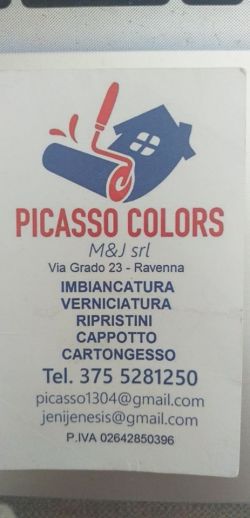 PICASSO COLORS
M&J srl
Via Grado 23 - Ravenna
IMBIANCATURA
VERNICIATURA
RIPRISTINI
CAPPOTTO
CARTONGESSO
Tel. 375 5281250
picasso1304@gmail.com
jenijenesis@gmail.com
P.IVA 02642850396